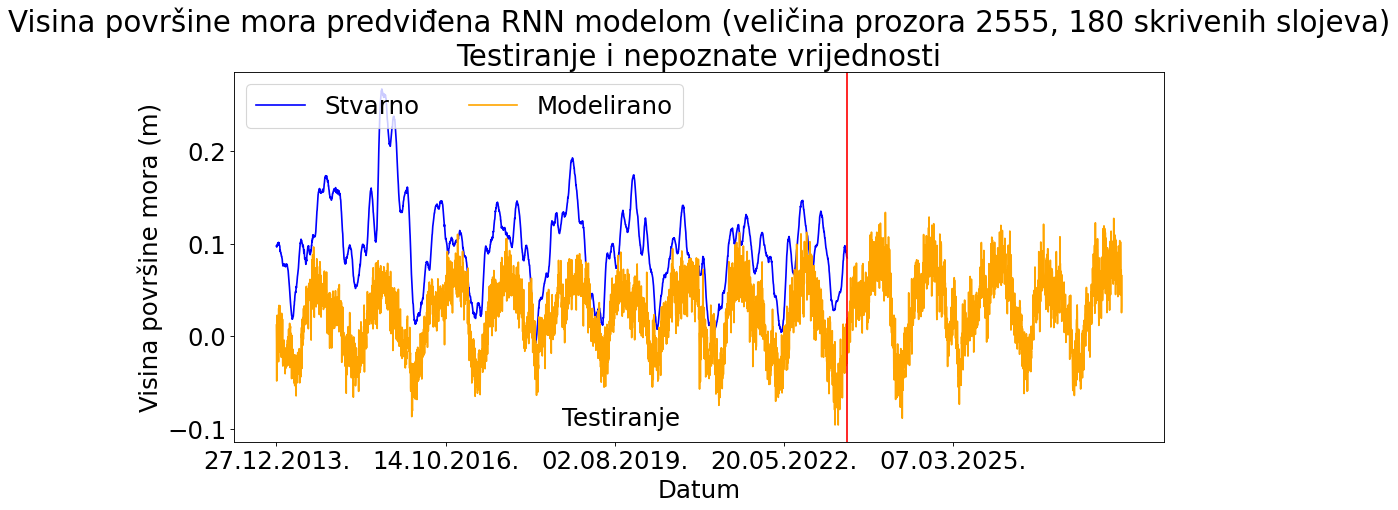 Visina površine mora predviđena RNN modelom (veličina prozora 2555, 180 skrivenih slojeva)
Testiranje i nepoznate vrijednosti
Stvarno
Modelirano
Visina površine mora (m)
0.2
0.1
0.0
−0.1
Testiranje
27.12.2013.
14.10.2016.
02.08.2019.
20.05.2022.
07.03.2025.
Datum